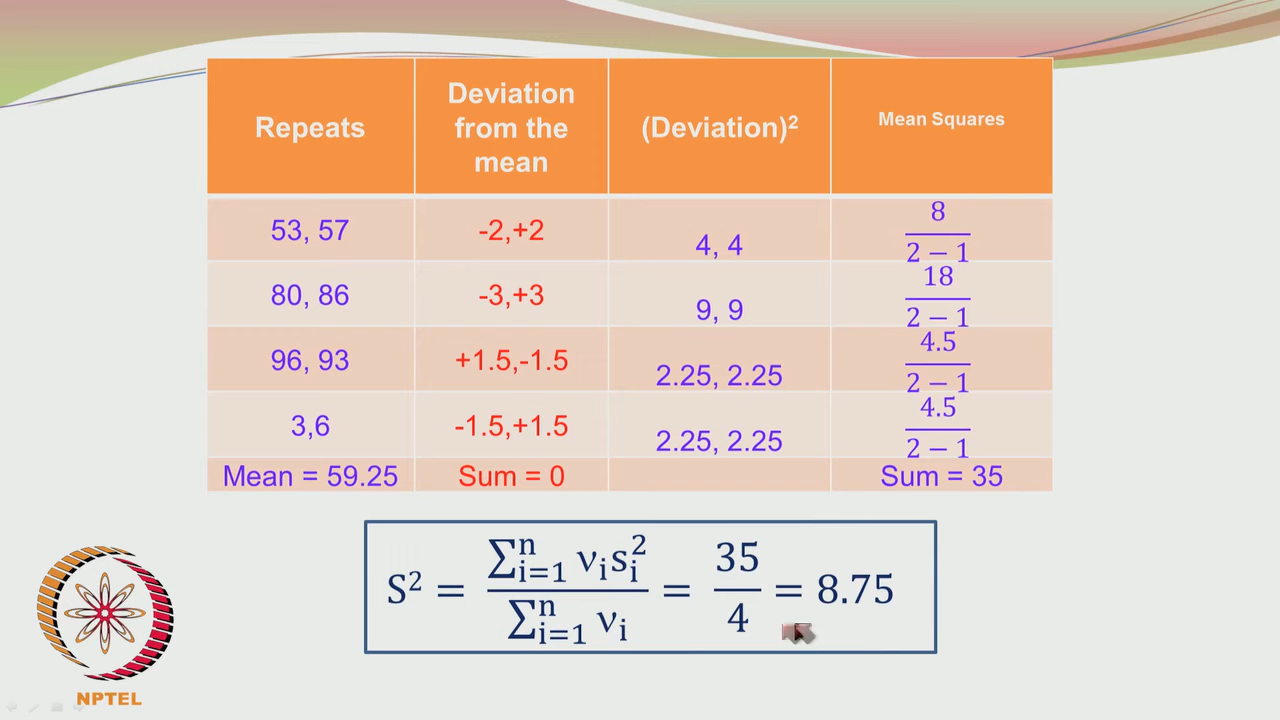 Repeats
Deviation
from the
mean
(Deviation)²
Mean Squares
53, 57
-2,+2
4, 4
8
2 − 1
80, 86
-3,+3
9, 9
18
2 − 1
96, 93
+1.5,-1.5
2.25, 2.25
4.5
2 − 1
3,6
-1.5,+1.5
2.25, 2.25
4.5
2 − 1
Mean = 59.25
Sum = 0
Sum = 35
S² = ∑ⁿᵢ₌₁ νᵢsᵢ² / ∑ⁿᵢ₌₁ νᵢ = 35 / 4 = 8.75
NPTEL